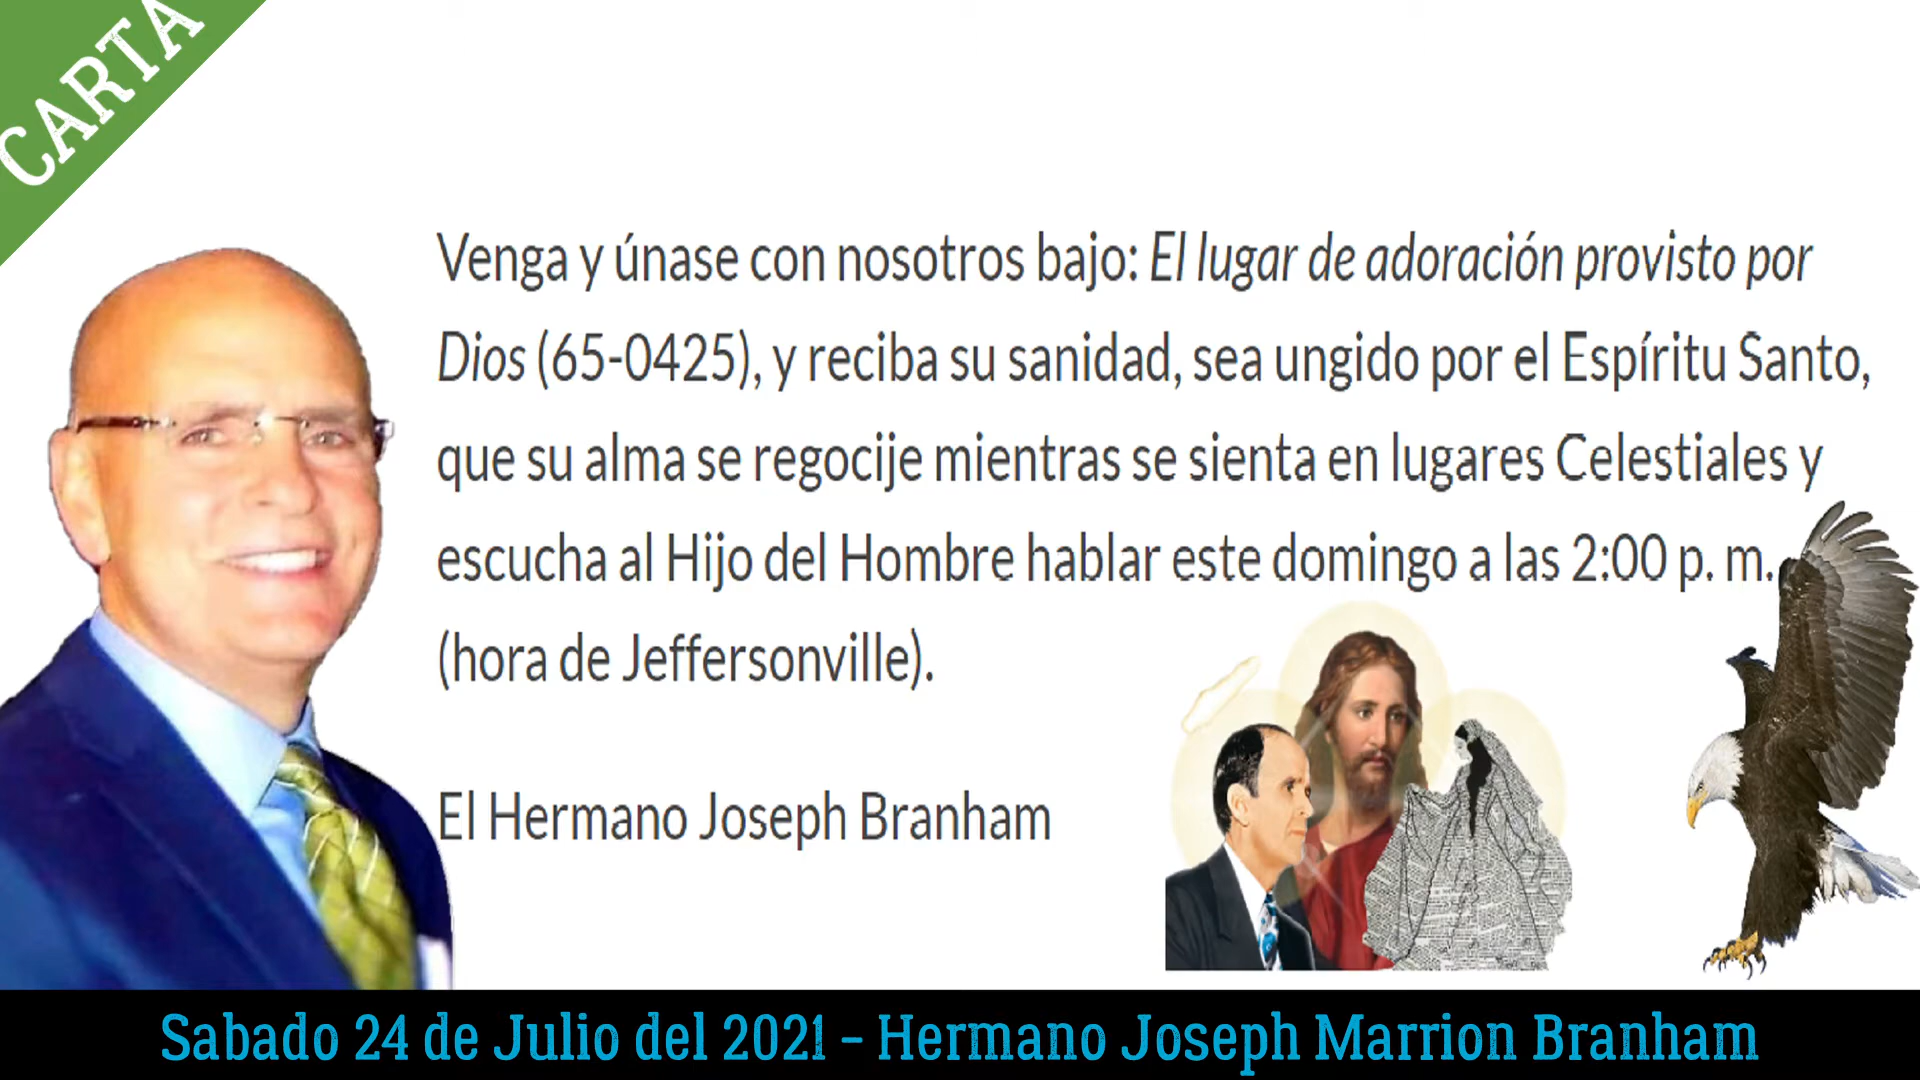 CARTA
Venga y únase con nosotros bajo: El lugar de adoración provisto por
Dios (65-0425), y reciba su sanidad, sea ungido por el Espíritu Santo,
que su alma se regocije mientras se sienta en lugares Celestiales y
escucha al Hijo del Hombre hablar este domingo a las 2:00 p. m.
(hora de Jeffersonville).
El Hermano Joseph Branham
Sabado 24 de Julio del 2021 - Hermano Joseph Marrion Branham